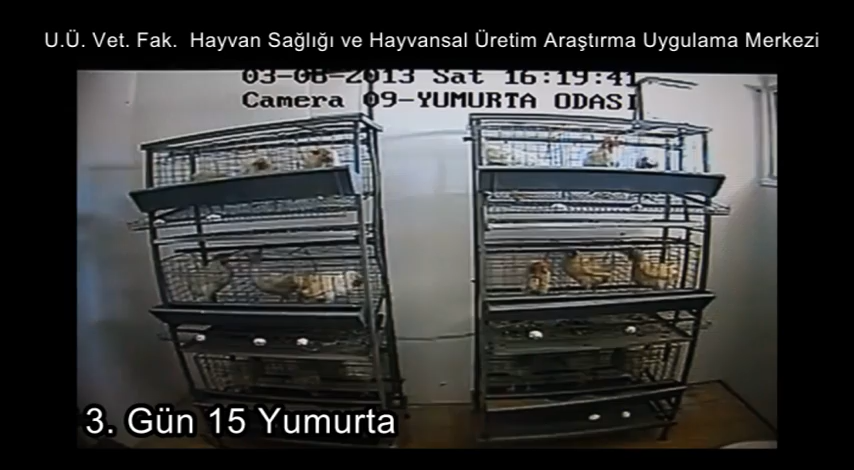 U.Ü. Vet. Fak.  Hayvan Sağlığı ve Hayvansal Üretim Araştırma Uygulama Merkezi
03-08-2013 Sat 16:19:41
Camera 09-YUMURTA ODASI
3. Gün 15 Yumurta